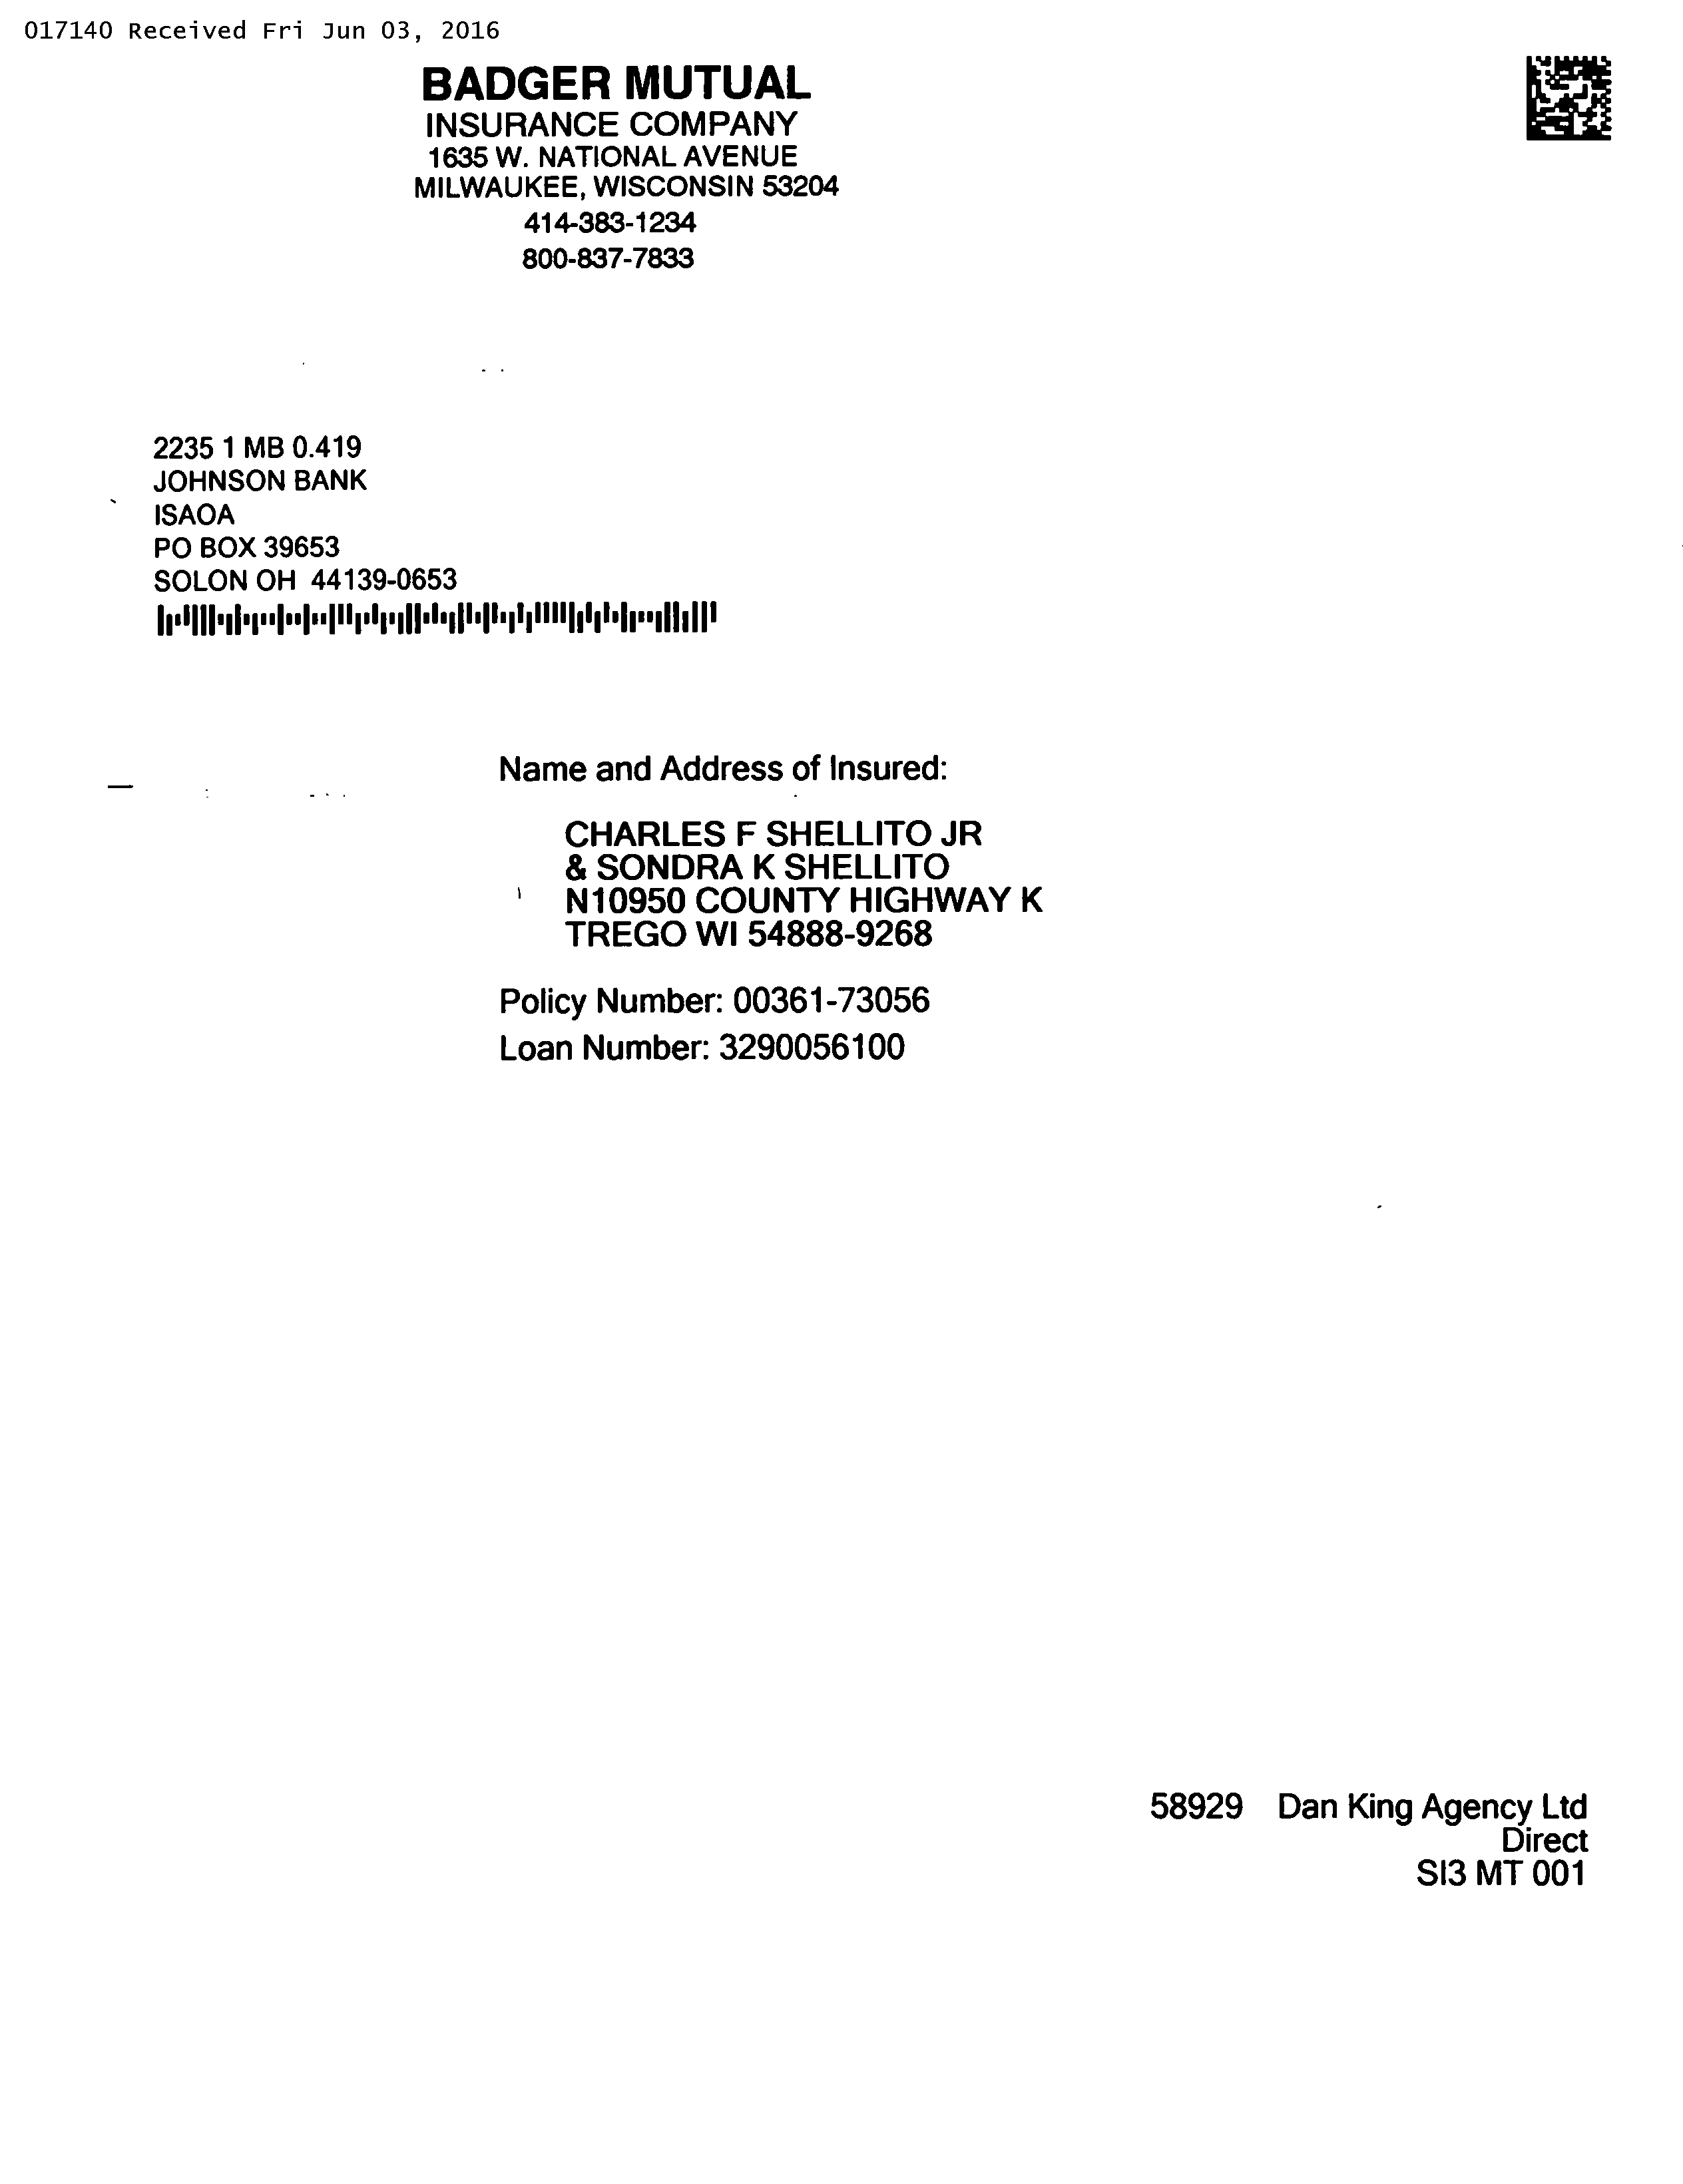 017140 Received Fri Jun 03, 2016
BADGER MUTUAL
INSURANCE COMPANY
1635 W. NATIONAL AVENUE
MILWAUKEE, WISCONSIN 53204
414-383-1234
800-837-7833
2235 1 MB 0.419
JOHNSON BANK
ISAOA
PO BOX 39653
SOLON OH 44139-0653
Name and Address of Insured:
CHARLES F SHELLITO JR
& SONDRA K SHELLITO
N10950 COUNTY HIGHWAY K
TREGO WI 54888-9268
Policy Number: 00361-73056
Loan Number: 3290056100
58929 Dan King Agency Ltd
Direct
SI3 MT 001